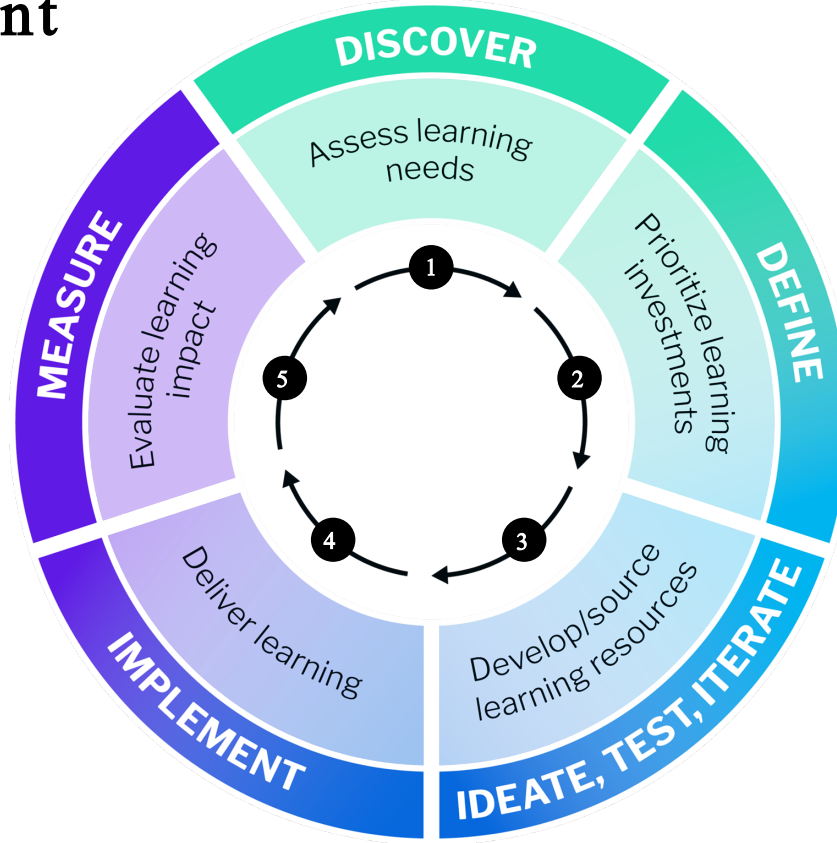 nt
DISCOVER
Assess learning
needs
DEFINE
Prioritize learning
investments
IDEATE, TEST, ITERATE
Develop/source
learning resources
IMPLEMENT
Deliver learning
MEASURE
Evaluate learning
impact
1
2
3
4
5